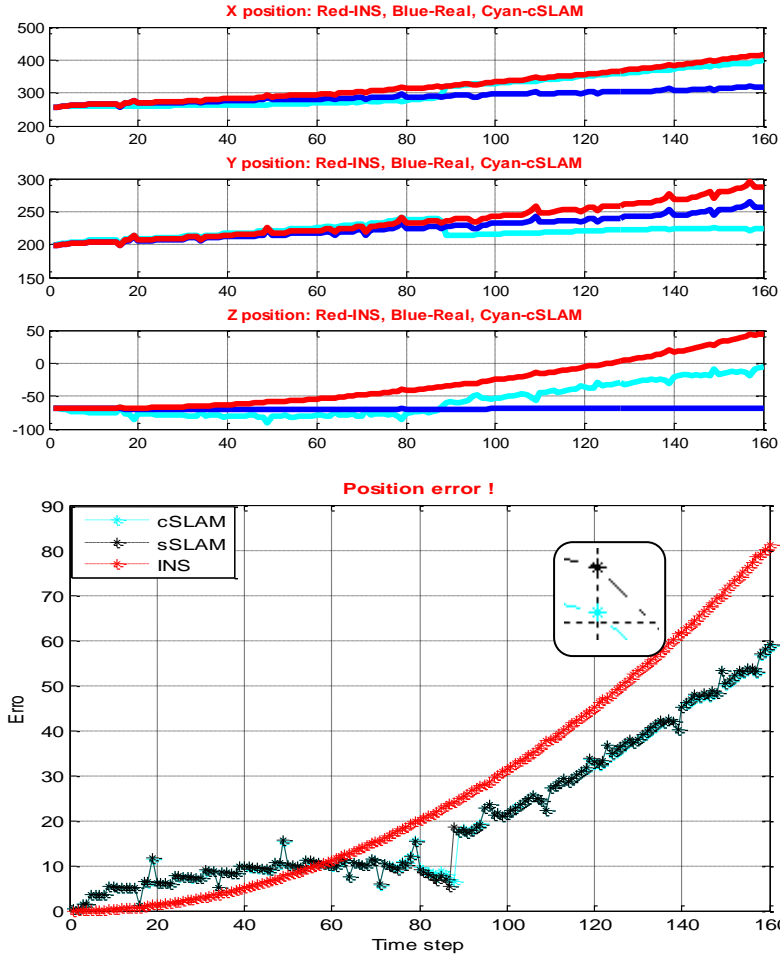 X position: Red-INS, Blue-Real, Cyan-cSLAM
500
400
300
200
0 20 40 60 80 100 120 140 160
Y position: Red-INS, Blue-Real, Cyan-cSLAM
300
250
200
150
0 20 40 60 80 100 120 140 160
Z position: Red-INS, Blue-Real, Cyan-cSLAM
50
0
-50
-100
0 20 40 60 80 100 120 140 160
Position error !
90
80
70
60
50
40
30
20
10
0
cSLAM
sSLAM
INS
Erro
0 20 40 60 80 100 120 140 160
Time step